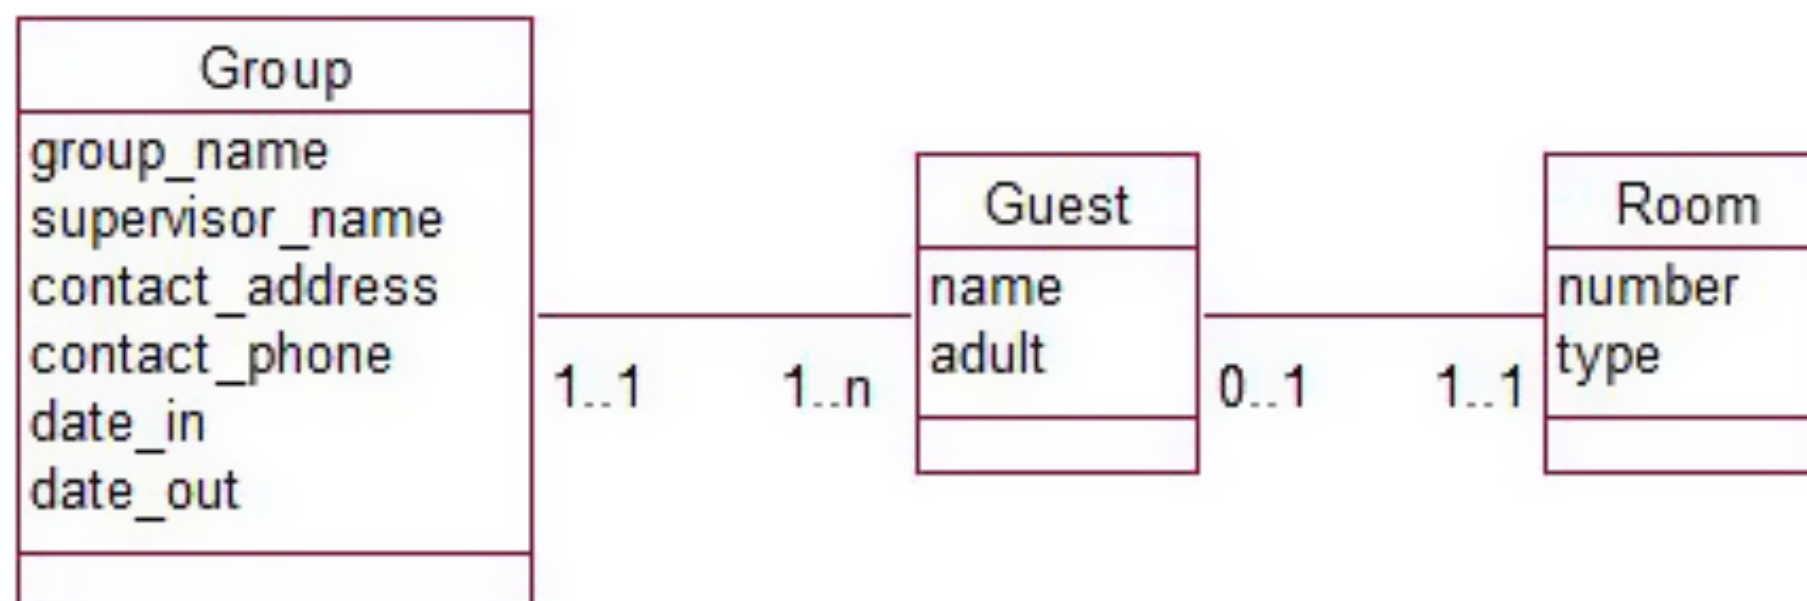 Group
group_name
supervisor_name
contact_address
contact_phone
date_in
date_out
1..1
1..n
Guest
name
adult
0..1
1..1
Room
number
type